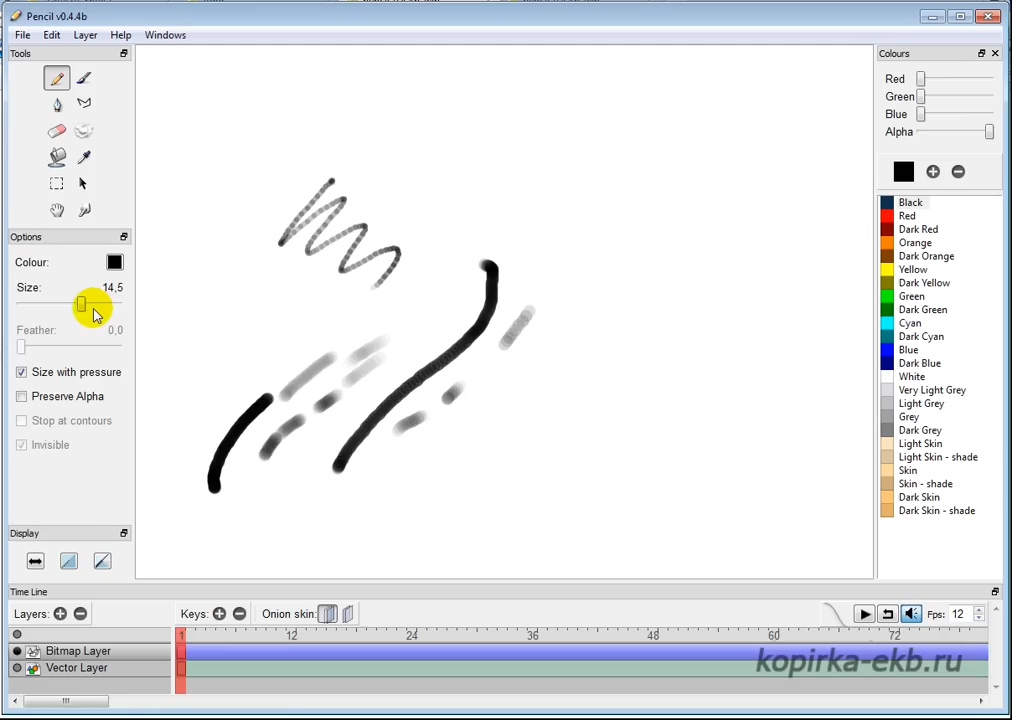 Pencil v0.4.4b
File Edit Layer Help Windows
Tools
Options
Colour:
Size: 14,5
Feather: 0,0
Size with pressure
Preserve Alpha
Stop at contours
Invisible
Display
Colours
Red
Green
Blue
Alpha
Black
Red
Dark Red
Orange
Dark Orange
Yellow
Dark Yellow
Green
Dark Green
Cyan
Dark Cyan
Blue
Dark Blue
White
Very Light Grey
Light Grey
Grey
Dark Grey
Light Skin
Light Skin - shade
Skin
Skin - shade
Dark Skin
Dark Skin - shade
Time Line
Layers: Keys: Onion skin: Fps: 12
1 12 24 36 48 60 72
Bitmap Layer
Vector Layer
kopirka-ekb.ru